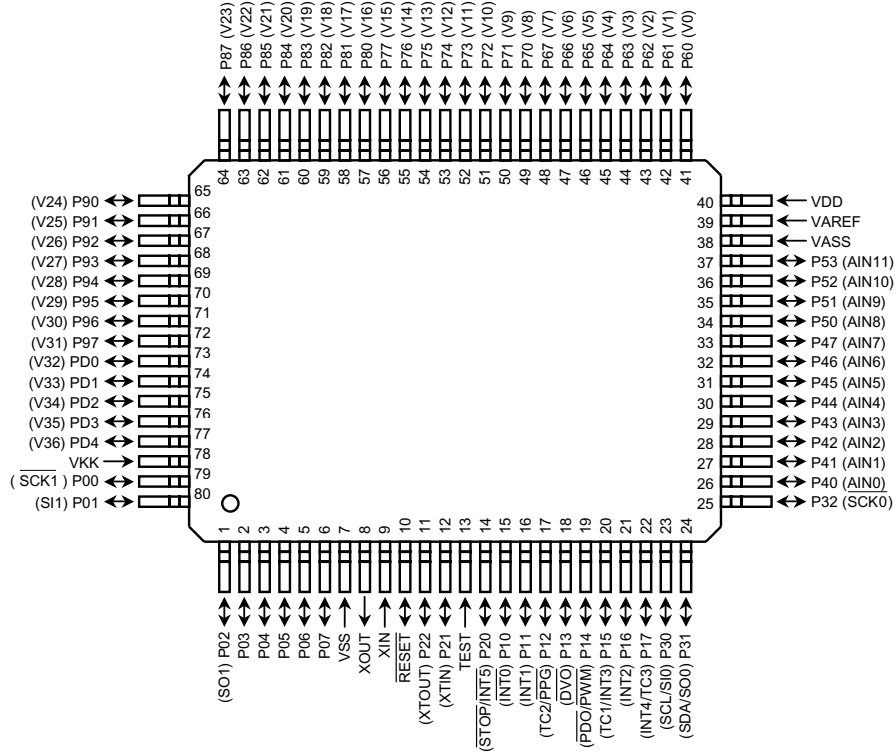 P87 (V23)
P86 (V22)
P85 (V21)
P84 (V20)
P83 (V19)
P82 (V18)
P81 (V17)
P80 (V16)
P77 (V15)
P76 (V14)
P75 (V13)
P74 (V12)
P73 (V11)
P72 (V10)
P71 (V9)
P70 (V8)
P67 (V7)
P66 (V6)
P65 (V5)
P64 (V4)
P63 (V3)
P62 (V2)
P61 (V1)
P60 (V0)
64
63
62
61
60
59
58
57
56
55
54
53
52
51
50
49
48
47
46
45
44
43
42
41
(V24) P90 65
(V25) P91 66
(V26) P92 67
(V27) P93 68
(V28) P94 69
(V29) P95 70
(V30) P96 71
(V31) P97 72
(V32) PD0 73
(V33) PD1 74
(V34) PD2 75
(V35) PD3 76
(V36) PD4 77
VKK 78
( SCK1 ) P00 79
(SI1) P01 80
40 VDD
39 VAREF
38 VASS
37 P53 (AIN11)
36 P52 (AIN10)
35 P51 (AIN9)
34 P50 (AIN8)
33 P47 (AIN7)
32 P46 (AIN6)
31 P45 (AIN5)
30 P44 (AIN4)
29 P43 (AIN3)
28 P42 (AIN2)
27 P41 (AIN1)
26 P40 (AIN0)
25 P32 (SCK0)
1
2
3
4
5
6
7
8
9
10
11
12
13
14
15
16
17
18
19
20
21
22
23
24
(SO1) P02
P03
P04
P05
P06
P07
VSS
XOUT
XIN
RESET
(XTOUT) P22
(XTIN) P21
TEST
(STOP/INT5) P20
(INT0) P10
(INT1) P11
(TC2/PPG) P12
(DVO) P13
(PDO/PWM) P14
(TC1/INT3) P15
(INT2) P16
(INT4/TC3) P17
(SCL/SI0) P30
(SDA/SO0) P31